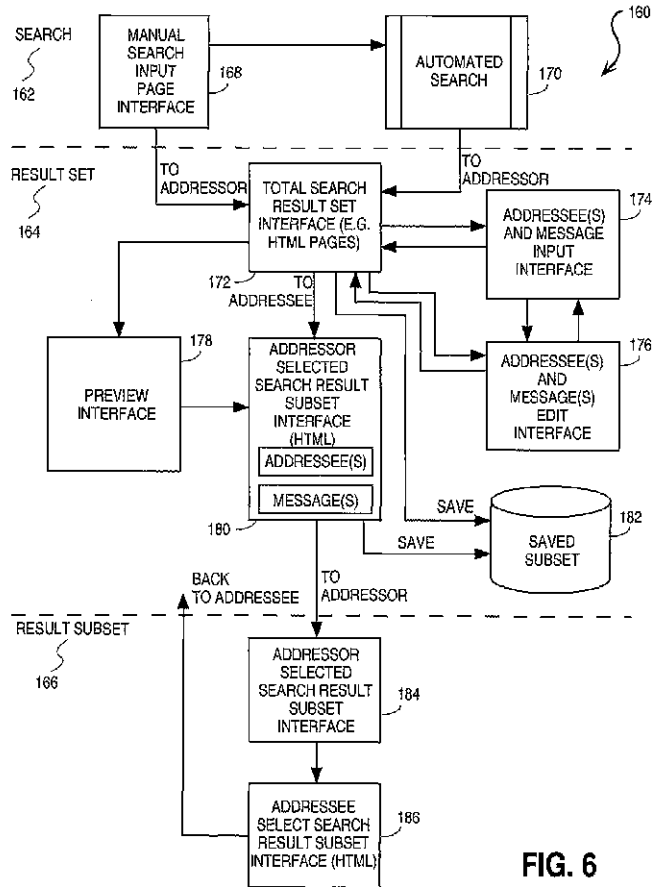 160
SEARCH
162
MANUAL
SEARCH
INPUT
PAGE
INTERFACE
168
AUTOMATED
SEARCH
170
RESULT SET
164
TO
ADDRESSOR
TO
ADDRESSOR
TOTAL SEARCH
RESULT SET
INTERFACE (E.G.
HTML PAGES)
172
174
ADDRESSEE(S)
AND MESSAGE
INPUT
INTERFACE
TO
ADDRESSEE
178
PREVIEW
INTERFACE
ADDRESSOR
SELECTED
SEARCH RESULT
SUBSET
INTERFACE
(HTML)
ADDRESSEE(S)
MESSAGE(S)
180
176
ADDRESSEE(S)
AND
MESSAGE(S)
EDIT
INTERFACE
SAVE
SAVE
182
SAVED
SUBSET
BACK
TO ADDRESSEE
TO
ADDRESSOR
RESULT SUBSET
166
ADDRESSOR
SELECTED
SEARCH RESULT
SUBSET
INTERFACE
184
ADDRESSEE
SELECT SEARCH
RESULT SUBSET
INTERFACE (HTML)
186
FIG. 6